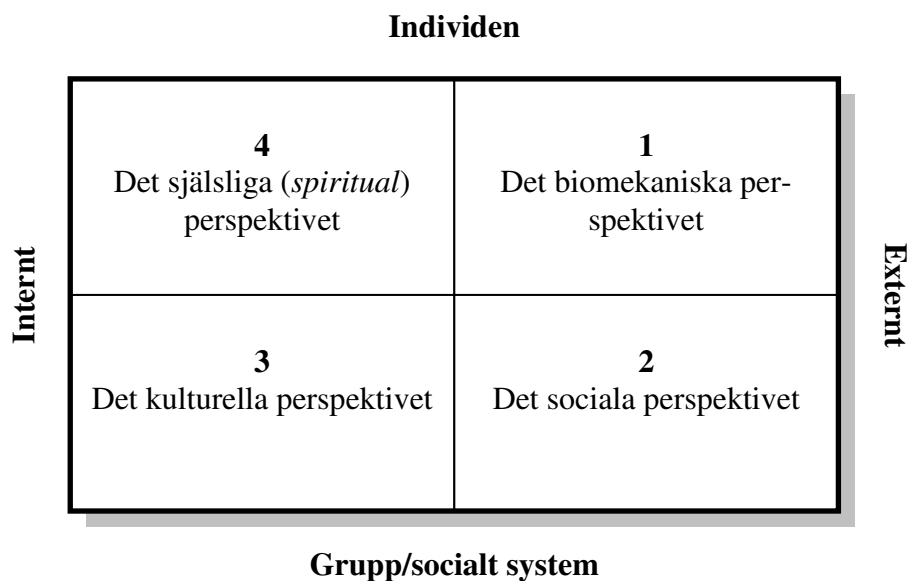 Individen
4
Det själsliga (spiritual)
perspektivet
1
Det biomekaniska per-
spektivet
Internt
Externt
3
Det kulturella perspektivet
2
Det sociala perspektivet
Grupp/socialt system